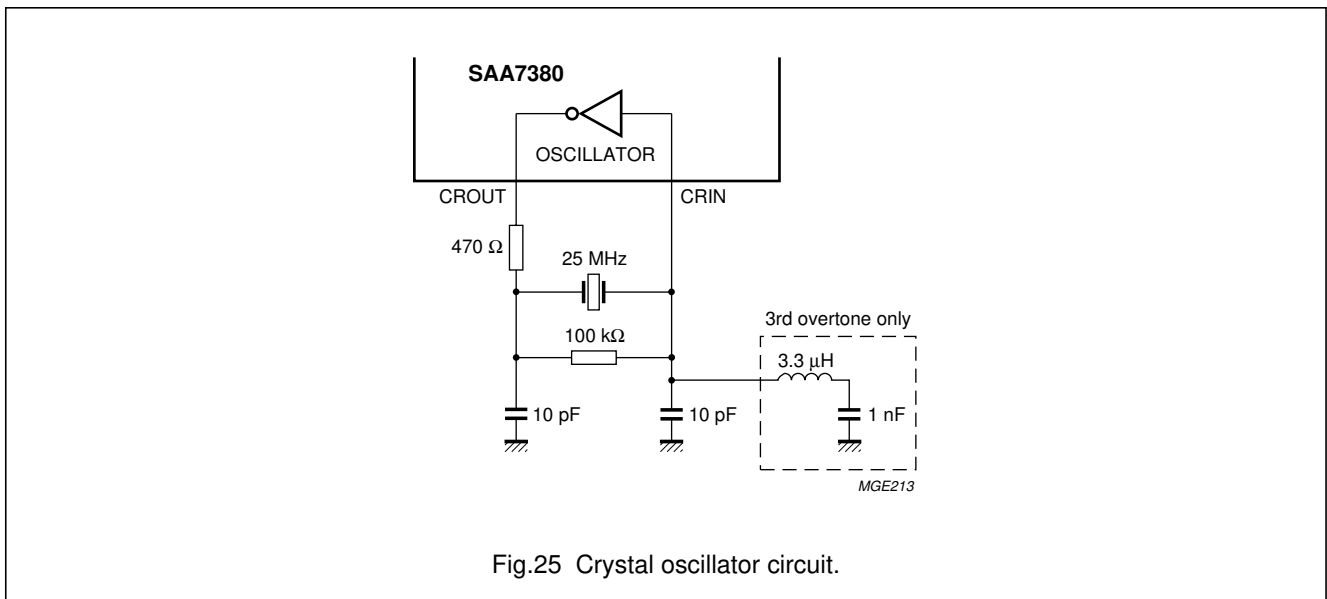 SAA7380
OSCILLATOR
CROUT
CRIN
470 Ω
25 MHz
100 kΩ
3rd overtone only
3.3 μH
10 pF
10 pF
1 nF
MGE213
Fig.25 Crystal oscillator circuit.